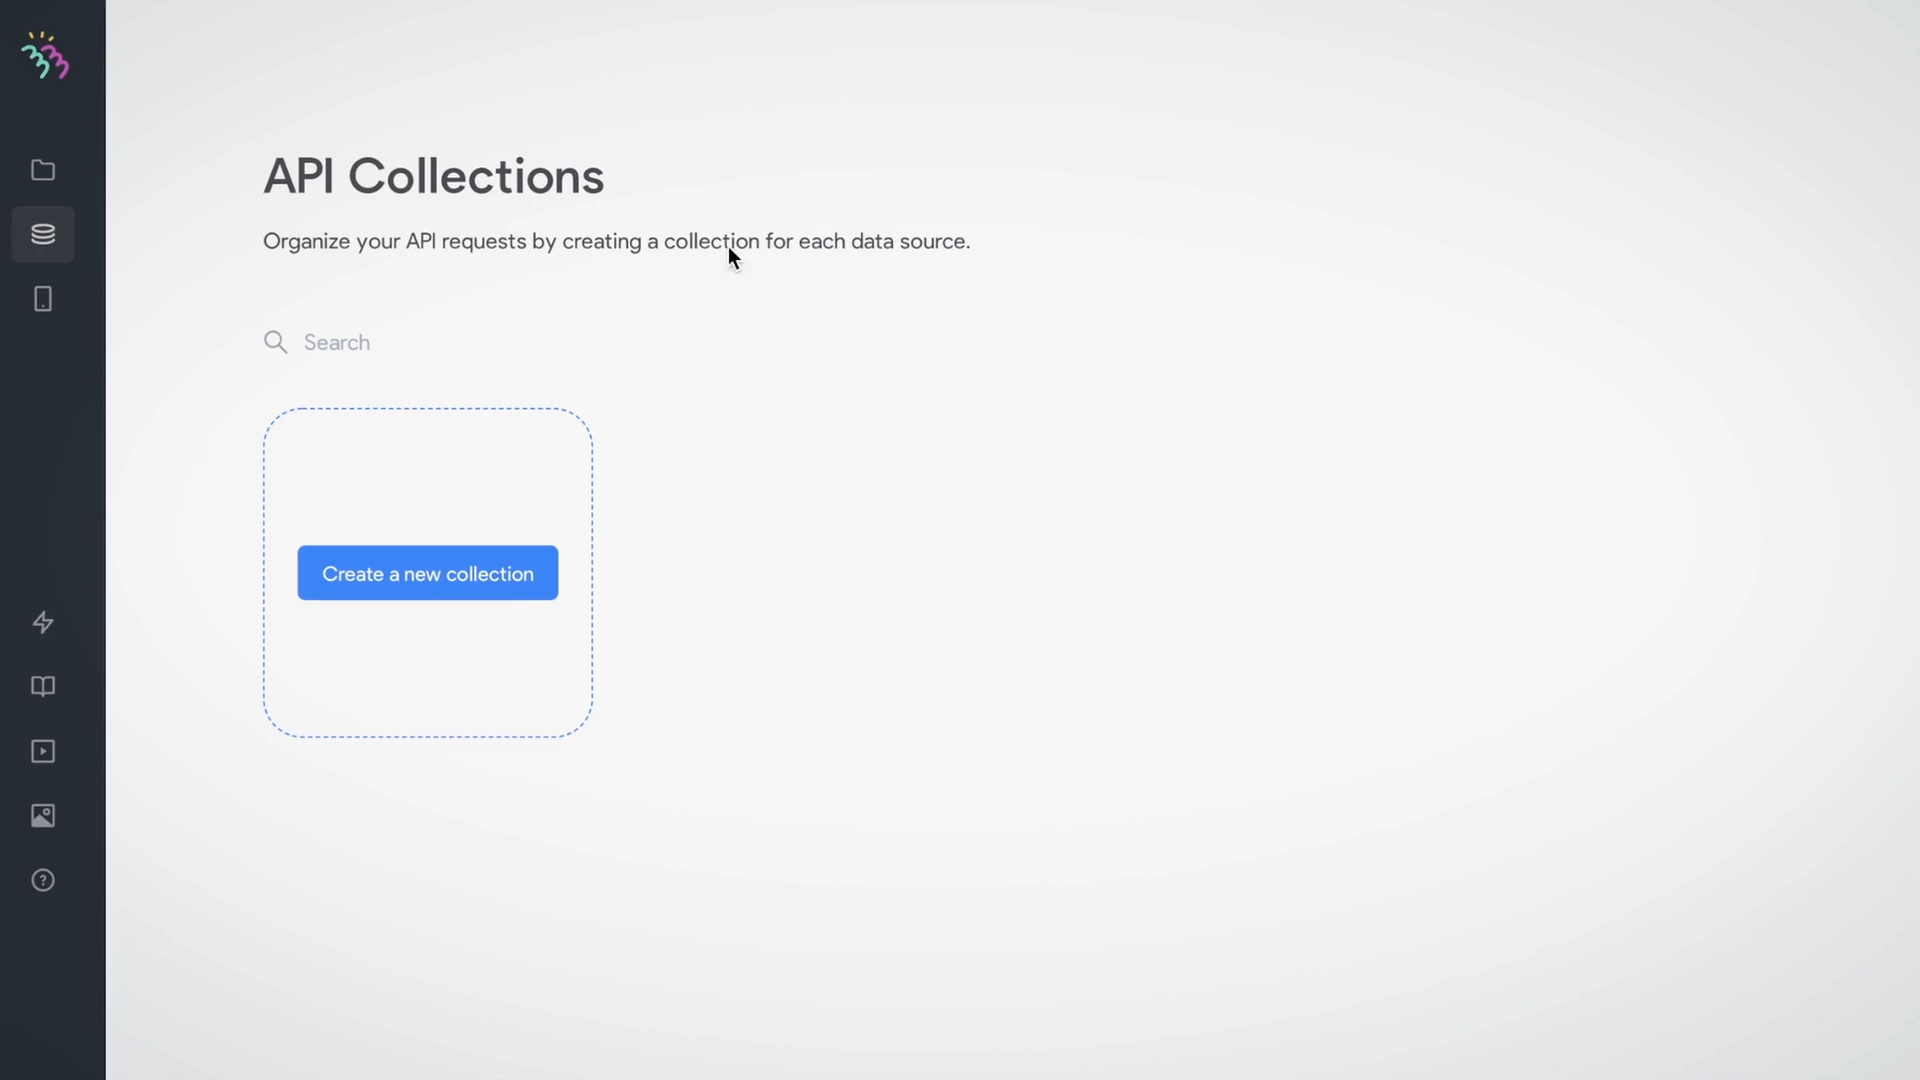 API Collections
Organize your API requests by creating a collection for each data source.
Search
Create a new collection